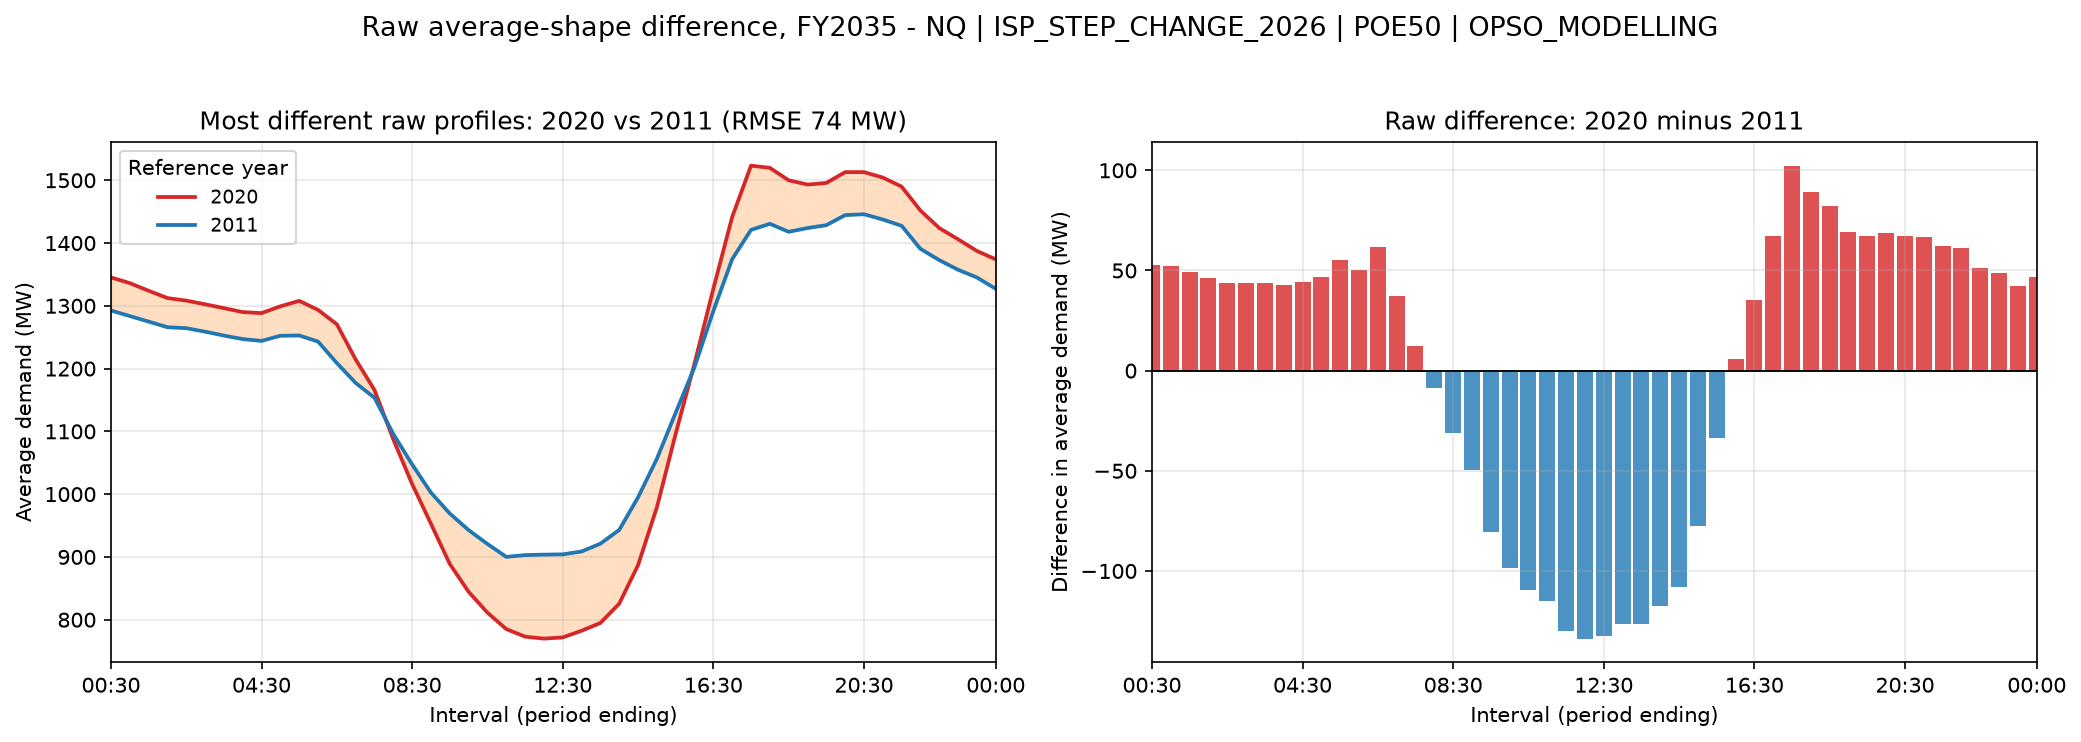 Raw average-shape difference, FY2035 - NQ | ISP_STEP_CHANGE_2026 | POE50 | OPSO_MODELLING
Most different raw profiles: 2020 vs 2011 (RMSE 74 MW)
Average demand (MW)
1500
1400
1300
1200
1100
1000
900
800
Reference year
2020
2011
00:30 04:30 08:30 12:30 16:30 20:30 00:00
Interval (period ending)
Raw difference: 2020 minus 2011
Difference in average demand (MW)
100
50
0
−50
−100
00:30 04:30 08:30 12:30 16:30 20:30 00:00
Interval (period ending)